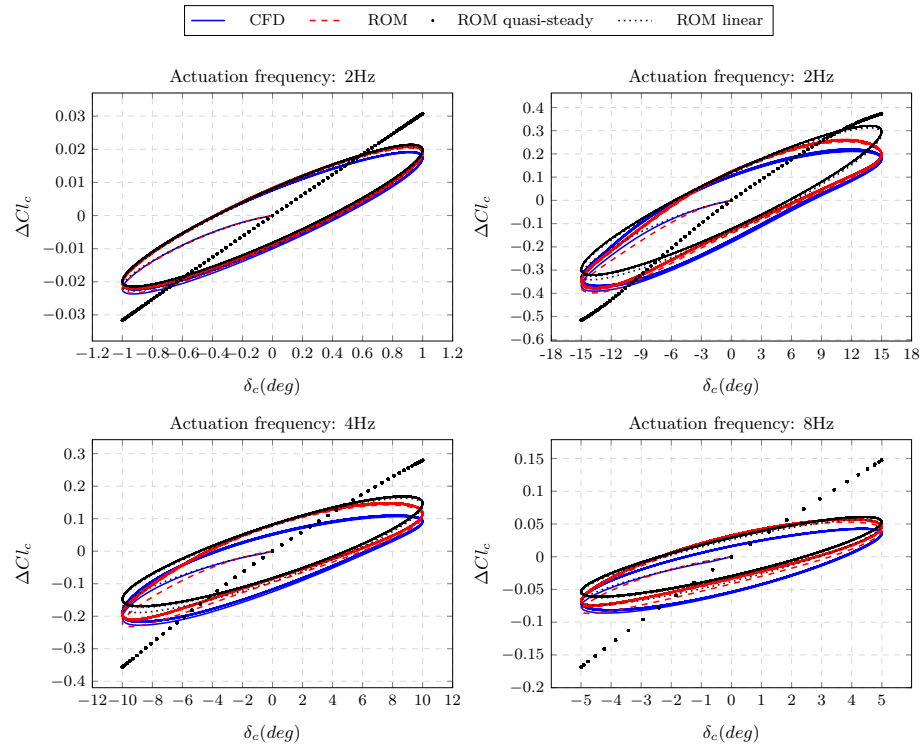 CFD ROM ROM quasi-steady ROM linear
Actuation frequency: 2Hz
0.03
0.02
0.01
0
−0.01
−0.02
−0.03
ΔCl_c
−1.2 −1 −0.8 −0.6 −0.4 0.2 0 0.2 0.4 0.6 0.8 1 1.2
δ_c(deg)
Actuation frequency: 2Hz
0.4
0.3
0.2
0.1
0
−0.1
−0.2
−0.3
−0.4
−0.5
−0.6
ΔCl_c
-18 -15 -12 -9 -6 -3 0 3 6 9 12 15 18
δ_c(deg)
Actuation frequency: 4Hz
0.3
0.2
0.1
0
−0.1
−0.2
−0.3
−0.4
ΔCl_c
−12 −10 −8 −6 −4 −2 0 2 4 6 8 10 12
δ_c(deg)
Actuation frequency: 8Hz
0.15
0.1
0.05
0
−0.05
−0.1
−0.15
−0.2
ΔCl_c
−5 −4 −3 −2 −1 0 1 2 3 4 5
δ_c(deg)